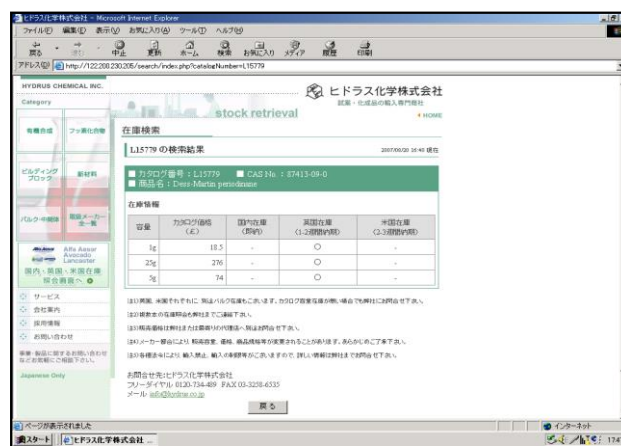 ヒドラス化学株式会社 - Microsoft Internet Explorer
ファイル(F) 編集(E) 表示(V) お気に入り(A) ツール(T) ヘルプ(H)
戻る 中止 更新 ホーム 検索 お気に入り メディア 履歴 印刷
アドレス(D) http://122.200.230.205/search/index.php?catalogNumber=L15779
HYDRUS CHEMICAL INC.
Category
有機合成 フッ素化合物
ビルディングブロック 新材料
バルク・中間体 取扱メーカー一覧
Alfa Aesar
Avocado
Lancaster
国内・英国・米国在庫
総合画面へ
サービス
会社案内
採用情報
お問い合わせ
Japanese Only
ヒドラス化学株式会社
試薬・化成品の輸入専門商社
stock retrieval
HOME
在庫検索
L15779 の検索結果
2007/08/20 16:40 現在
■ カタログ番号：L15779 ■ CAS No.：87413-09-0
■ 商品名：Dess-Martin periodinane
在庫情報
容量 カタログ価格(£) 国内在庫(即納) 英国在庫(1-2週間納期) 米国在庫(2-3週間納期)
1g 18.5 - ○ -
25g 276 - ○ -
5g 74 - ○ -
お問合せ先:ヒドラス化学株式会社
フリーダイヤル 0120-734-489 FAX 03-3258-6535
メール info@hydrus.co.jp
戻る
ページが表示されました
インターネット
スタート ヒドラス化学株式会社 ...